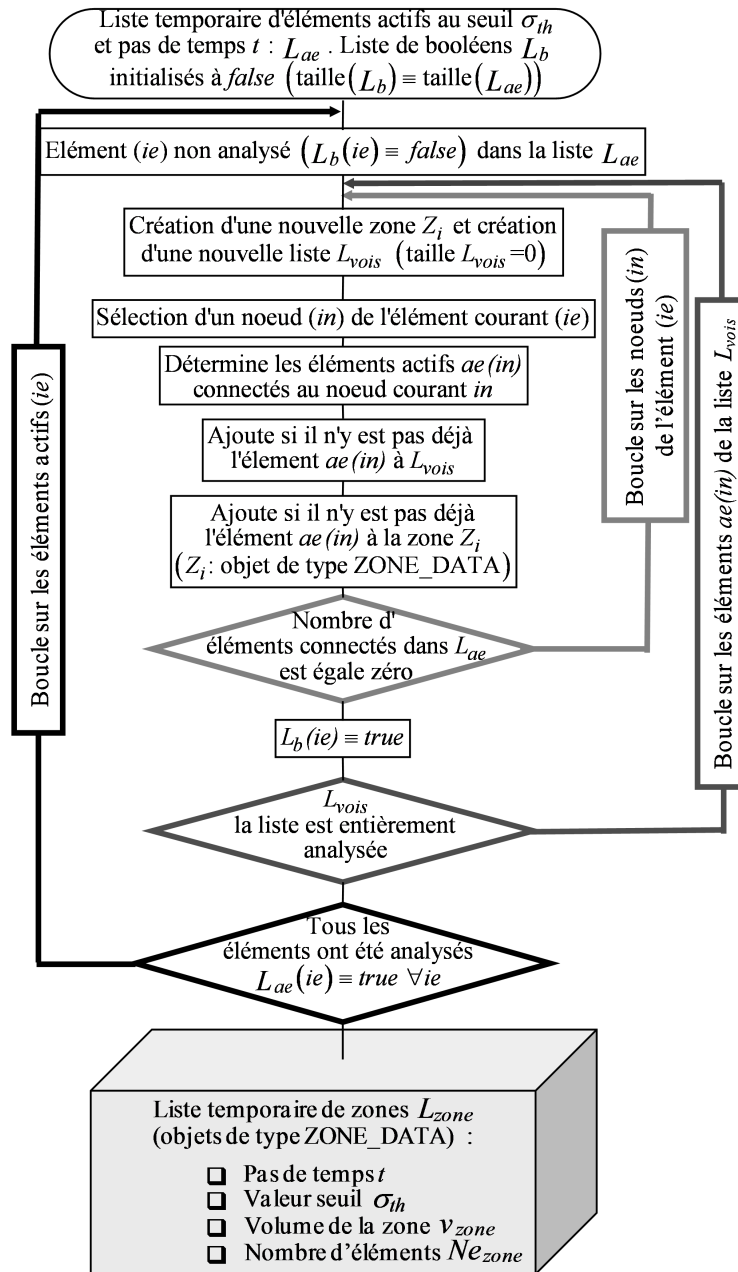 Liste temporaire d'éléments actifs au seuil σth
et pas de temps t : Lae . Liste de booléens Lb
initialisés à false (taille(Lb) ≡ taille(Lae))
Elément (ie) non analysé (Lb(ie) ≡ false) dans la liste Lae
Création d'une nouvelle zone Zi et création
d'une nouvelle liste Lvois (taille Lvois=0)
Sélection d'un noeud (in) de l'élément courant (ie)
Détermine les éléments actifs ae(in)
connectés au noeud courant in
Ajoute si il n'y est pas déjà
l'élement ae(in) à Lvois
Ajoute si il n'y est pas déjà
l'élement ae(in) à la zone Zi
(Zi: objet de type ZONE_DATA)
Nombre d'
éléments connectés dans Lae
est égale zéro
Lb(ie) ≡ true
Lvois
la liste est entièrement
analysée
Tous les
éléments ont été analysés
Lae(ie) ≡ true ∀ie
Boucle sur les éléments actifs (ie)
Boucle sur les noeuds (in)
de l'élément (ie)
Boucle sur les éléments ae(in) de la liste Lvois
Liste temporaire de zones Lzone
(objets de type ZONE_DATA) :
❑ Pas de temps t
❑ Valeur seuil σth
❑ Volume de la zone vzone
❑ Nombre d'éléments Nezone